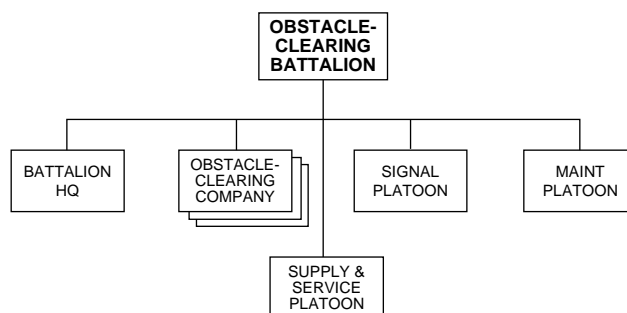 OBSTACLE-
CLEARING
BATTALION
BATTALION
HQ
OBSTACLE-
CLEARING
COMPANY
SIGNAL
PLATOON
MAINT
PLATOON
SUPPLY &
SERVICE
PLATOON